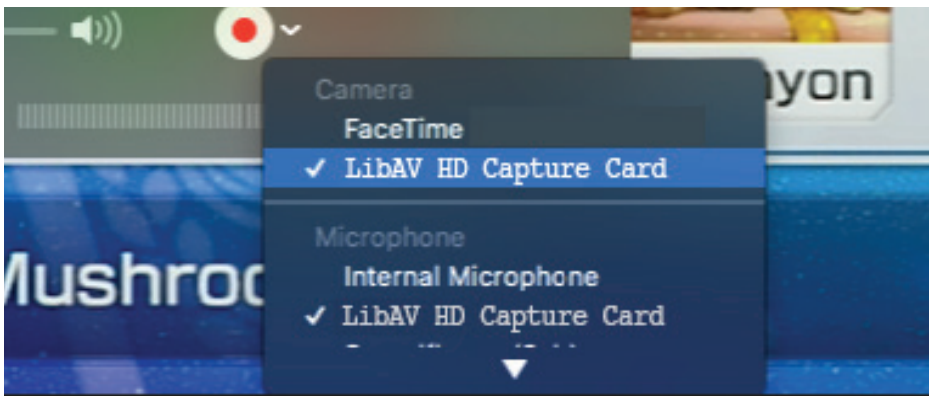 yon
Camera
FaceTime
✓ LibAV HD Capture Card
Mushroo
Microphone
Internal Microphone
✓ LibAV HD Capture Card